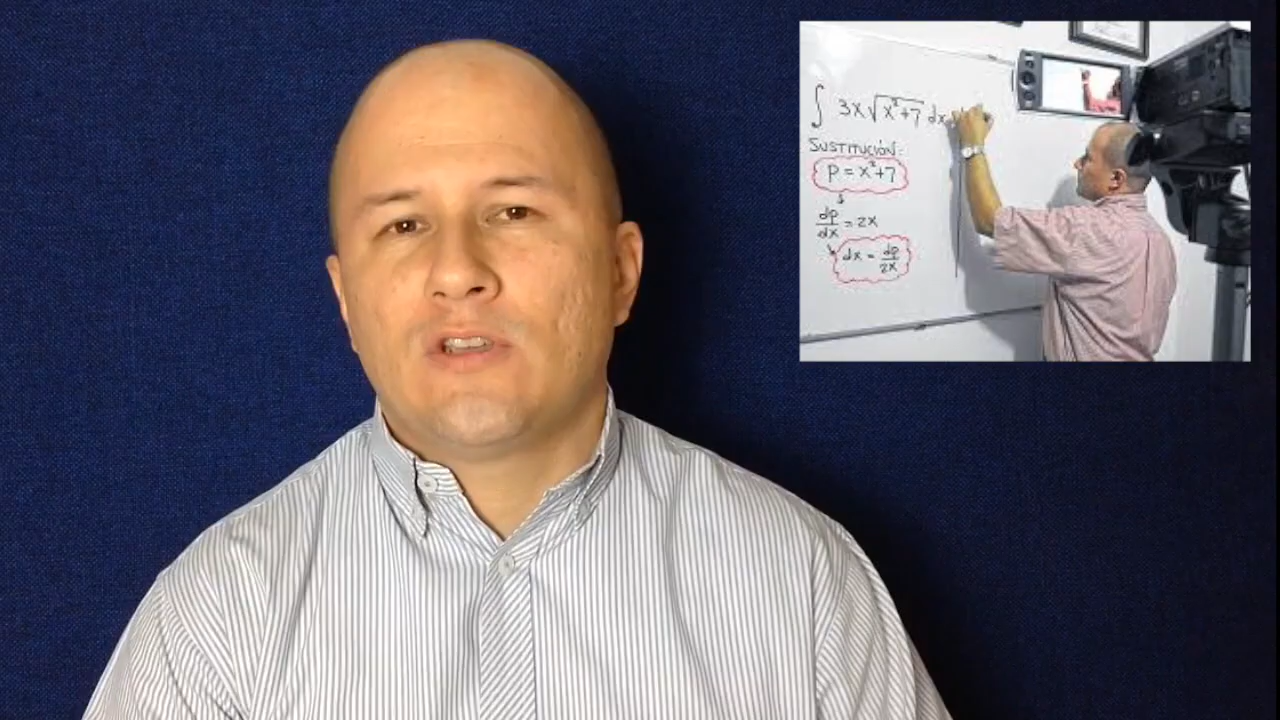 ∫ 3x√x²+7 dx
SUSTITUCIÓN:
p = x²+7
dp/dx = 2x
dx = dp/2x